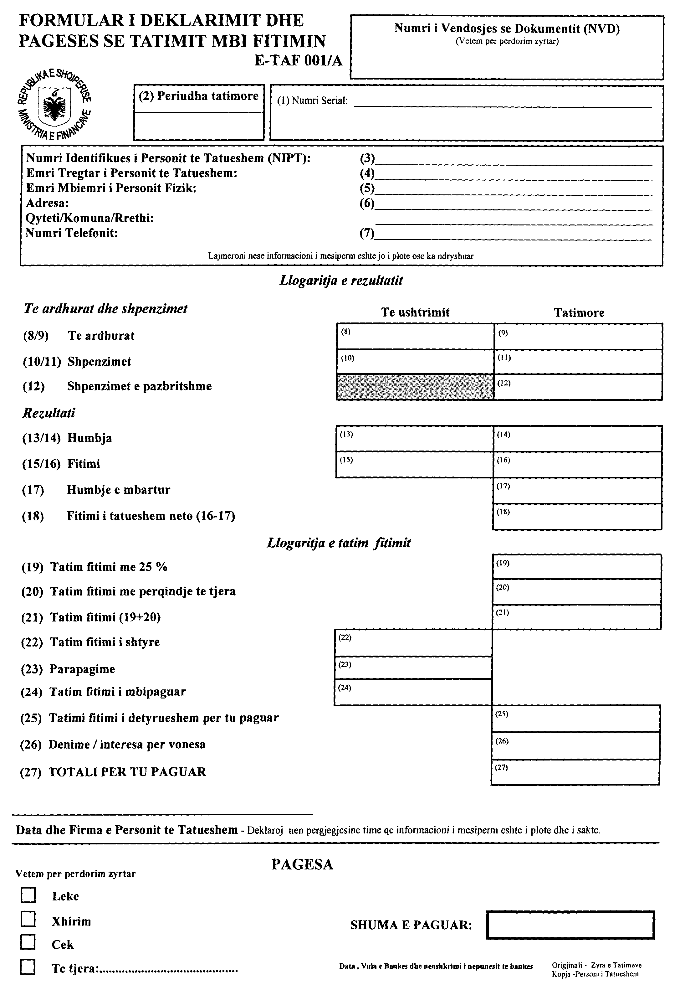 FORMULAR I DEKLARIMIT DHE
PAGESES SE TATIMIT MBI FITIMIN
E-TAF 001/A
Numri i Vendosjes se Dokumentit (NVD)
(Vetem per perdorim zyrtar)
REPUBLIKA E SHQIPERISE
MINISTRIA E FINANCAVE
(2) Periudha tatimore
(1) Numri Serial:
Numri Identifikues i Personit te Tatueshem (NIPT): (3)
Emri Tregtar i Personit te Tatueshem: (4)
Emri Mbiemri i Personit Fizik: (5)
Adresa: (6)
Qyteti/Komuna/Rrethi:
Numri Telefonit: (7)
Lajmeroni nese informacioni i mesiperm eshte jo i plote ose ka ndryshuar
Llogaritja e rezultatit
Te ardhurat dhe shpenzimet Te ushtrimit Tatimore
(8/9) Te ardhurat (8) (9)
(10/11) Shpenzimet (10) (11)
(12) Shpenzimet e pazbritshme (12)
Rezultati
(13/14) Humbja (13) (14)
(15/16) Fitimi (15) (16)
(17) Humbje e mbartur (17)
(18) Fitimi i tatueshem neto (16-17) (18)
Llogaritja e tatim fitimit
(19) Tatim fitimi me 25 % (19)
(20) Tatim fitimi me perqindje te tjera (20)
(21) Tatim fitimi (19+20) (21)
(22) Tatim fitimi i shtyre (22)
(23) Parapagime (23)
(24) Tatim fitimi i mbipaguar (24)
(25) Tatimi fitimi i detyrueshem per tu paguar (25)
(26) Denime / interesa per vonesa (26)
(27) TOTALI PER TU PAGUAR (27)
Data dhe Firma e Personit te Tatueshem - Deklaroj nen pergjegjesine time qe informacioni i mesiperm eshte i plote dhe i sakte.
PAGESA
Vetem per perdorim zyrtar
Leke
Xhirim
SHUMA E PAGUAR:
Cek
Te tjera:...........................................
Data , Vula e Bankes dhe nenshkrimi i nepunesit te bankes
Origjinali - Zyra e Tatimeve
Kopja -Personi i Tatueshem